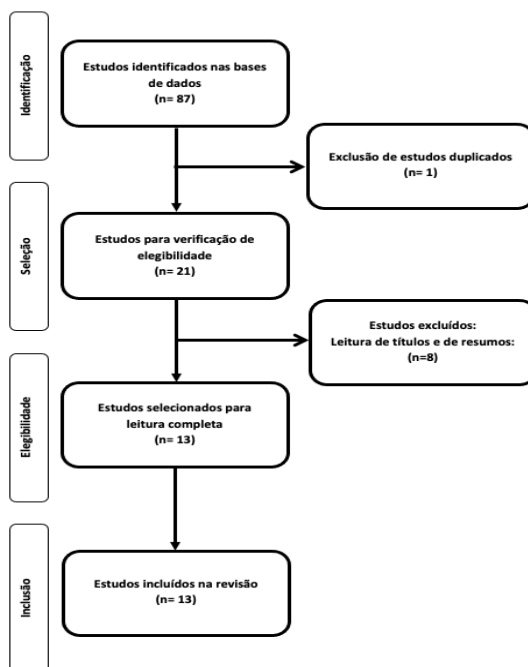 Identificação
Estudos identificados nas bases
de dados
(n= 87)
Exclusão de estudos duplicados
(n= 1)
Seleção
Estudos para verificação de
elegibilidade
(n= 21)
Estudos excluídos:
Leitura de títulos e de resumos:
(n=8)
Elegibilidade
Estudos selecionados para
leitura completa
(n= 13)
Inclusão
Estudos incluídos na revisão
(n= 13)